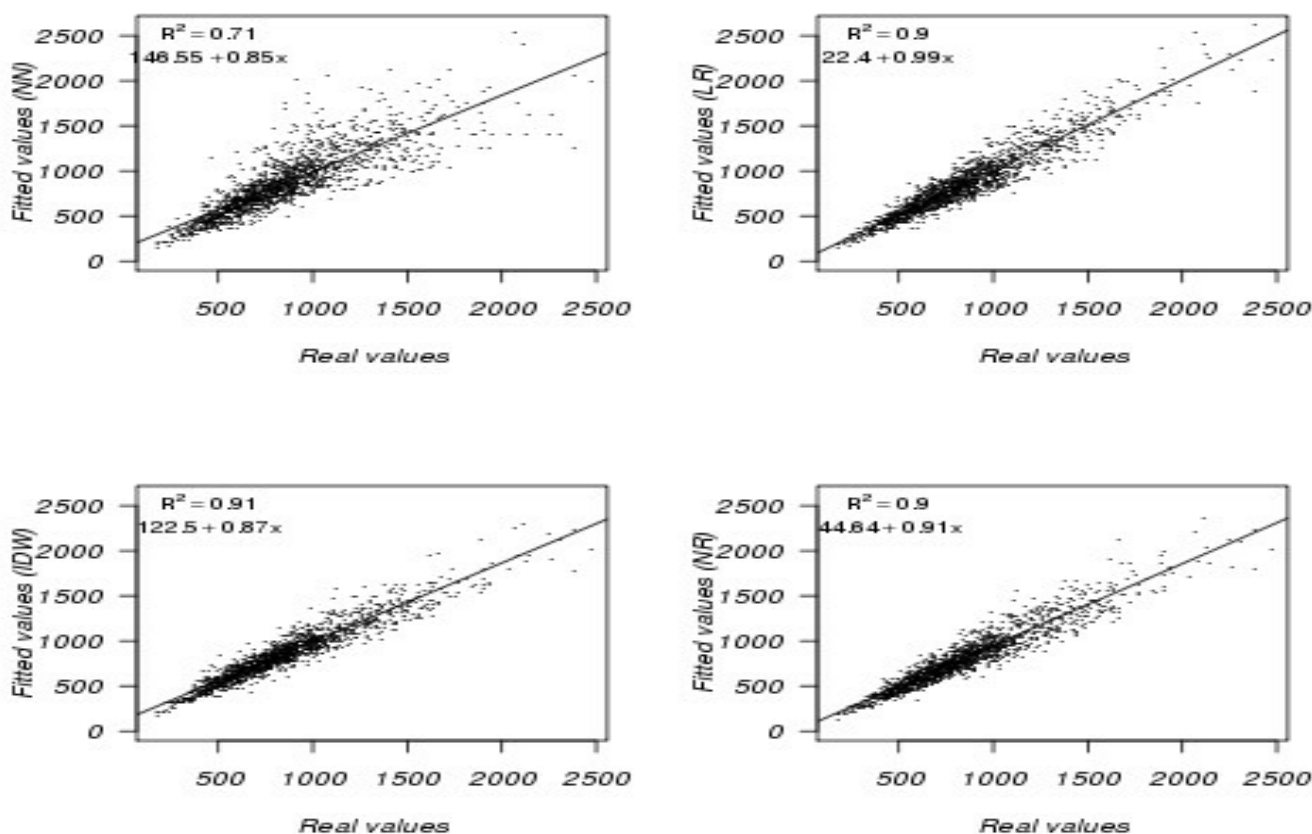 R² = 0.71
146.55 + 0.85x
Fitted values (NN)
2500
2000
1500
1000
500
0
500 1000 1500 2000 2500
Real values
R² = 0.9
22.4 + 0.99x
Fitted values (LR)
2500
2000
1500
1000
500
0
500 1000 1500 2000 2500
Real values
R² = 0.91
122.5 + 0.87x
Fitted values (IDW)
2500
2000
1500
1000
500
0
500 1000 1500 2000 2500
Real values
R² = 0.9
44.64 + 0.91x
Fitted values (NR)
2500
2000
1500
1000
500
0
500 1000 1500 2000 2500
Real values